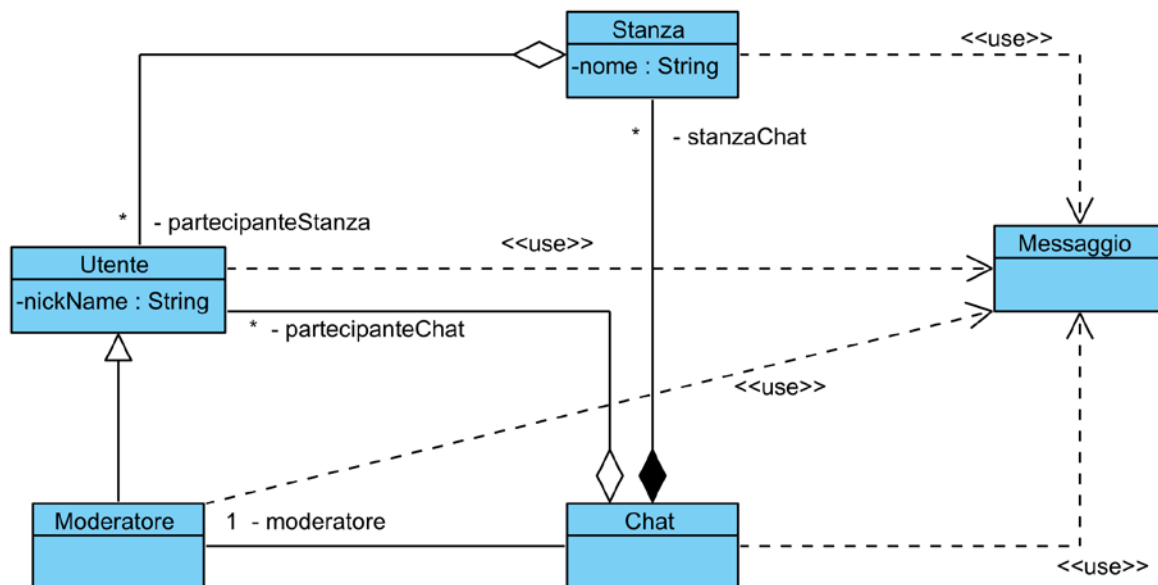 Stanza
<<use>>
-nome : String
* - stanzaChat
* - partecipanteStanza
<<use>>
Messaggio
Utente
-nickName : String
* - partecipanteChat
<<use>>
Moderatore
1 - moderatore
Chat
<<use>>